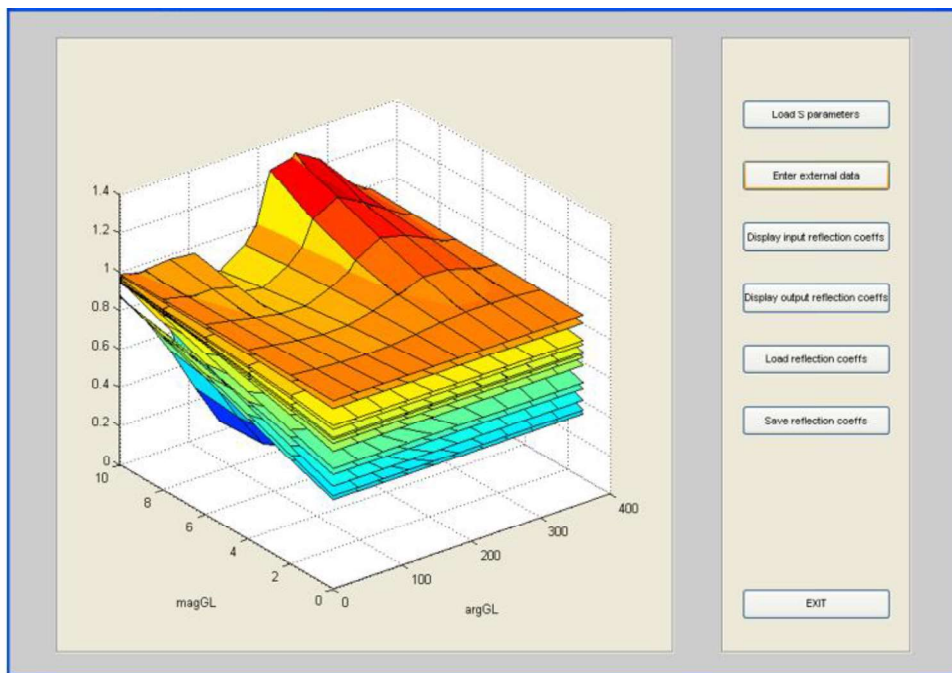 1.4
1.2
1
0.8
0.6
0.4
0.2
0
10
8
6
4
2
0
0
100
200
300
400
magGL
argGL
Load S parameters
Enter external data
Display input reflection coeffs
Display output reflection coeffs
Load reflection coeffs
Save reflection coeffs
EXIT